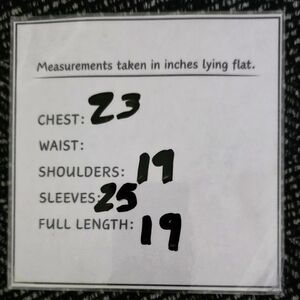 Measurements taken in inches lying flat.
CHEST: 23
WAIST:
SHOULDERS: 19
SLEEVES: 25
FULL LENGTH: 19